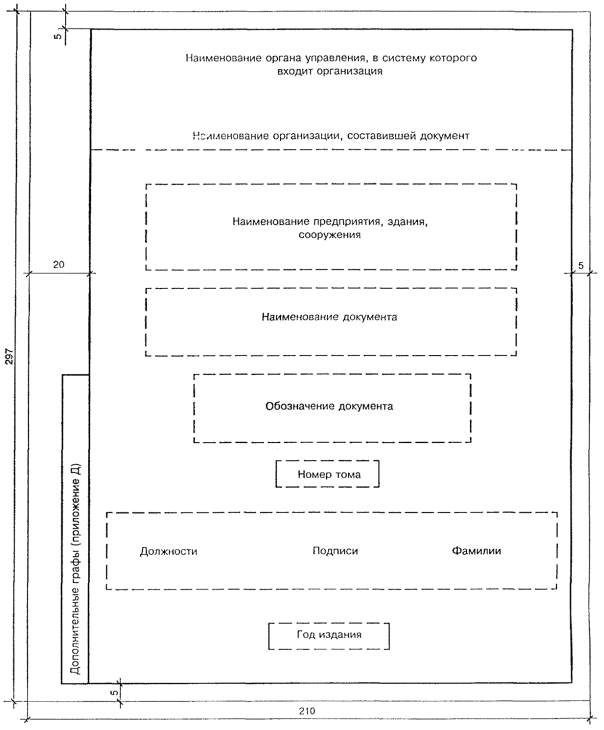 5
Наименование органа управления, в систему которого
входит организация
Наименование организации, составившей документ
Наименование предприятия, здания,
сооружения
20
5
Наименование документа
297
Обозначение документа
Номер тома
Дополнительные графы (приложение Д)
Должности Подписи Фамилии
Год издания
5
210